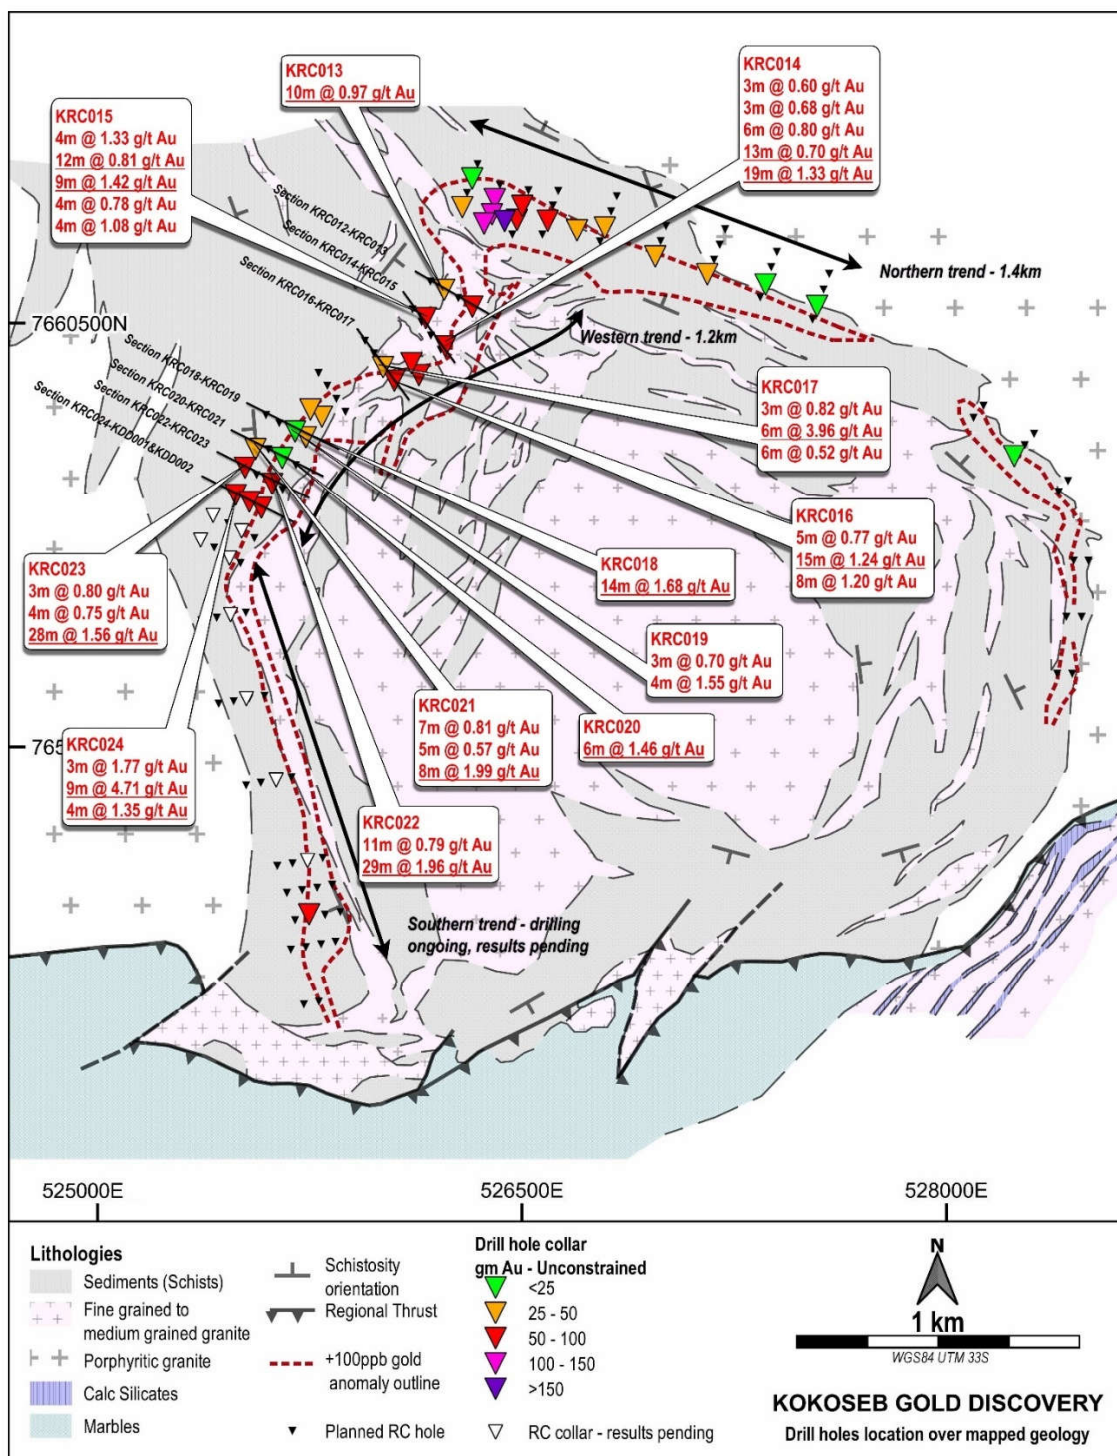 KRC013
10m @ 0.97 g/t Au
KRC014
3m @ 0.60 g/t Au
3m @ 0.68 g/t Au
6m @ 0.80 g/t Au
13m @ 0.70 g/t Au
19m @ 1.33 g/t Au
KRC015
4m @ 1.33 g/t Au
12m @ 0.81 g/t Au
9m @ 1.42 g/t Au
4m @ 0.78 g/t Au
4m @ 1.08 g/t Au
Section KRC012-KRC013
Section KRC014-KRC015
Section KRC016-KRC017
Northern trend - 1.4km
7660500N
Western trend - 1.2km
Section KRC018-KRC019
Section KRC020-KRC021
Section KRC022-KRC023
Section KRC024-KDD001&KDD002
KRC017
3m @ 0.82 g/t Au
6m @ 3.96 g/t Au
6m @ 0.52 g/t Au
KRC016
5m @ 0.77 g/t Au
15m @ 1.24 g/t Au
8m @ 1.20 g/t Au
KRC018
14m @ 1.68 g/t Au
KRC023
3m @ 0.80 g/t Au
4m @ 0.75 g/t Au
28m @ 1.56 g/t Au
KRC019
3m @ 0.70 g/t Au
4m @ 1.55 g/t Au
KRC021
7m @ 0.81 g/t Au
5m @ 0.57 g/t Au
8m @ 1.99 g/t Au
KRC020
6m @ 1.46 g/t Au
765
KRC024
3m @ 1.77 g/t Au
9m @ 4.71 g/t Au
4m @ 1.35 g/t Au
KRC022
11m @ 0.79 g/t Au
29m @ 1.96 g/t Au
Southern trend - drilling
ongoing, results pending
525000E
526500E
528000E
Lithologies
Sediments (Schists)
Fine grained to
medium grained granite
Porphyritic granite
Calc Silicates
Marbles
Schistosity
orientation
Regional Thrust
+100ppb gold
anomaly outline
Planned RC hole
Drill hole collar
gm Au - Unconstrained
<25
25 - 50
50 - 100
100 - 150
>150
RC collar - results pending
N
1 km
WGS84 UTM 33S
KOKOSEB GOLD DISCOVERY
Drill holes location over mapped geology